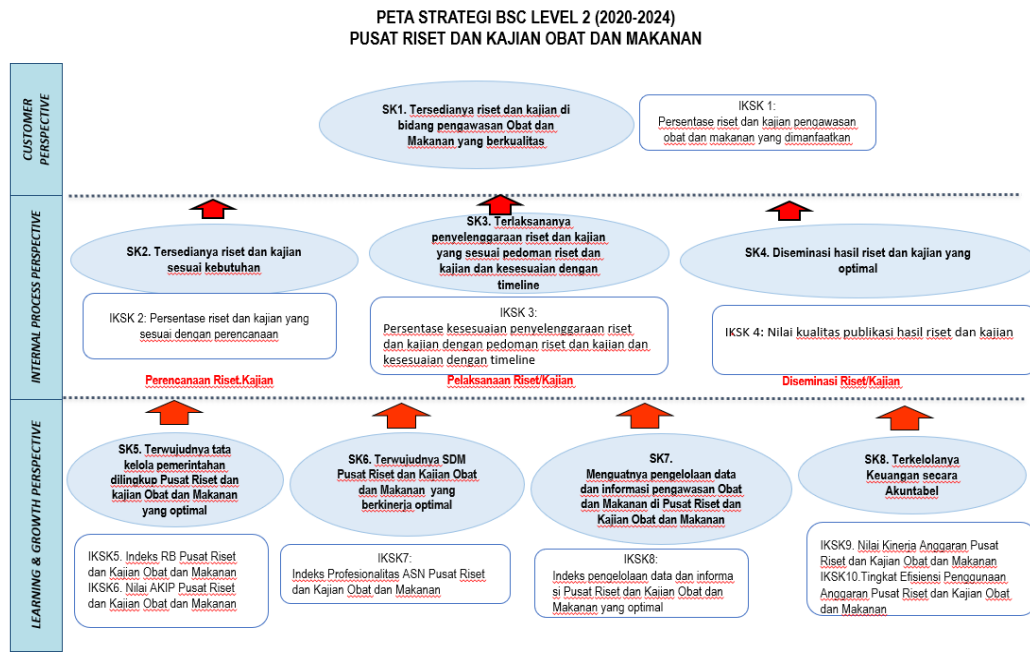 PETA STRATEGI BSC LEVEL 2 (2020-2024)
PUSAT RISET DAN KAJIAN OBAT DAN MAKANAN
CUSTOMER
PERSPECTIVE
SK1. Tersedianya riset dan kajian di
bidang pengawasan Obat dan
Makanan yang berkualitas
IKSK 1:
Persentase riset dan kajian pengawasan
obat dan makanan yang dimanfaatkan
INTERNAL PROCESS PERSPECTIVE
SK2. Tersedianya riset dan kajian
sesuai kebutuhan
IKSK 2: Persentase riset dan kajian yang
sesuai dengan perencanaan
Perencanaan Riset.Kajian
SK3. Terlaksananya
penyelenggaraan riset dan kajian
yang sesuai pedoman riset dan
kajian dan kesesuaian dengan
timeline
IKSK 3:
Persentase kesesuaian penyelenggaraan riset
dan kajian dengan pedoman riset dan kajian dan
kesesuaian dengan timeline
Pelaksanaan Riset/Kajian
SK4. Diseminasi hasil riset dan kajian yang
optimal
IKSK 4: Nilai kualitas publikasi hasil riset dan kajian
Diseminasi Riset/Kajian
LEARNING & GROWTH PERSPECTIVE
SK5. Terwujudnya tata
kelola pemerintahan
dilingkup Pusat Riset dan
kajian Obat dan Makanan
yang optimal
IKSK5. Indeks RB Pusat Riset
dan Kajian Obat dan Makanan
IKSK6. Nilai AKIP Pusat Riset
dan Kajian Obat dan Makanan
SK6. Terwujudnya SDM
Pusat Riset dan Kajian Obat
dan Makanan yang
berkinerja optimal
IKSK7:
Indeks Profesionalitas ASN Pusat Riset
dan Kajian Obat dan Makanan
SK7.
Menguatnya pengelolaan data
dan informasi pengawasan Obat
dan Makanan di Pusat Riset dan
Kajian Obat dan Makanan
IKSK8:
Indeks pengelolaan data dan informa
si Pusat Riset dan Kajian Obat dan
Makanan yang optimal
SK8. Terkelolanya
Keuangan secara
Akuntabel
IKSK9. Nilai Kinerja Anggaran Pusat
Riset dan Kajian Obat dan Makanan
IKSK10.Tingkat Efisiensi Penggunaan
Anggaran Pusat Riset dan Kajian Obat
dan Makanan